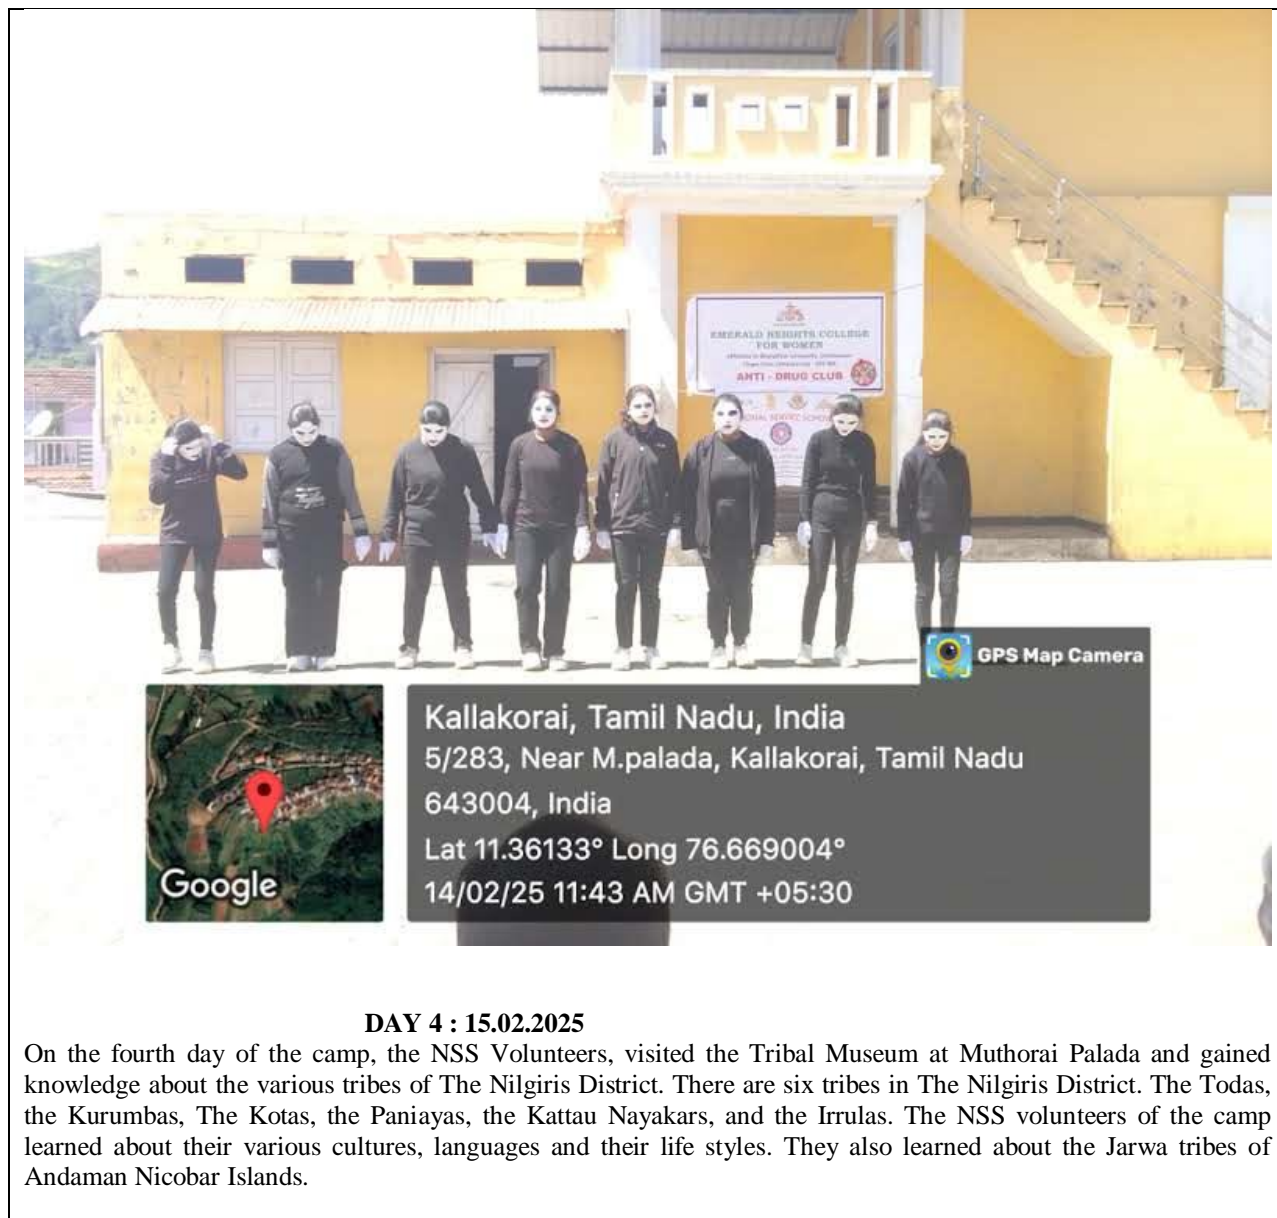 EMERALD HEIGHTS COLLEGE
FOR WOMEN
ANTI - DRUG CLUB
GPS Map Camera
Kallakorai, Tamil Nadu, India
5/283, Near M.palada, Kallakorai, Tamil Nadu
643004, India
Lat 11.36133° Long 76.669004°
14/02/25 11:43 AM GMT +05:30
Google
DAY 4 : 15.02.2025
On the fourth day of the camp, the NSS Volunteers, visited the Tribal Museum at Muthorai Palada and gained
knowledge about the various tribes of The Nilgiris District. There are six tribes in The Nilgiris District. The Todas,
the Kurumbas, The Kotas, the Paniayas, the Kattau Nayakars, and the Irrulas. The NSS volunteers of the camp
learned about their various cultures, languages and their life styles. They also learned about the Jarwa tribes of
Andaman Nicobar Islands.